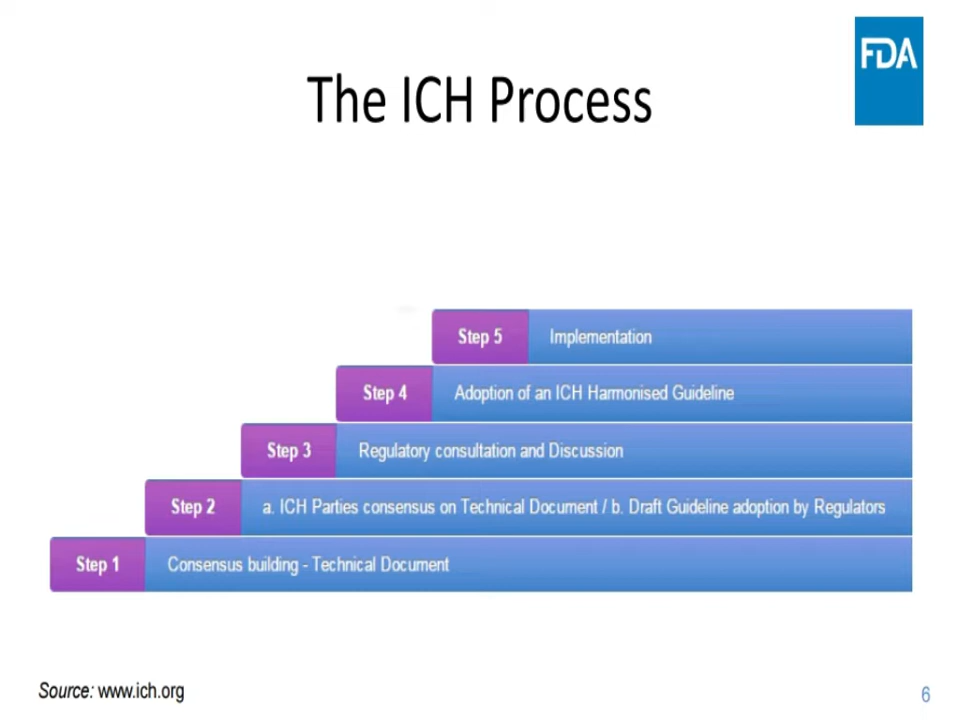 FDA
The ICH Process
Step 5 Implementation
Step 4 Adoption of an ICH Harmonised Guideline
Step 3 Regulatory consultation and Discussion
Step 2 a. ICH Parties consensus on Technical Document / b. Draft Guideline adoption by Regulators
Step 1 Consensus building - Technical Document
Source: www.ich.org
6